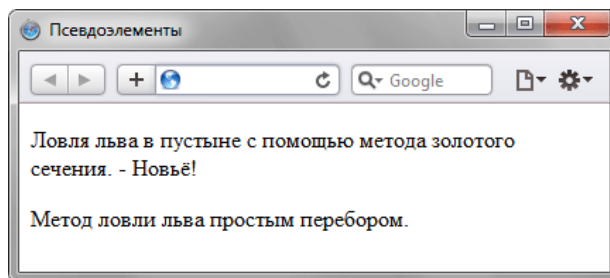 Псевдоэлементы
Google
Ловля льва в пустыне с помощью метода золотого
сечения. - Новьё!
Метод ловли льва простым перебором.